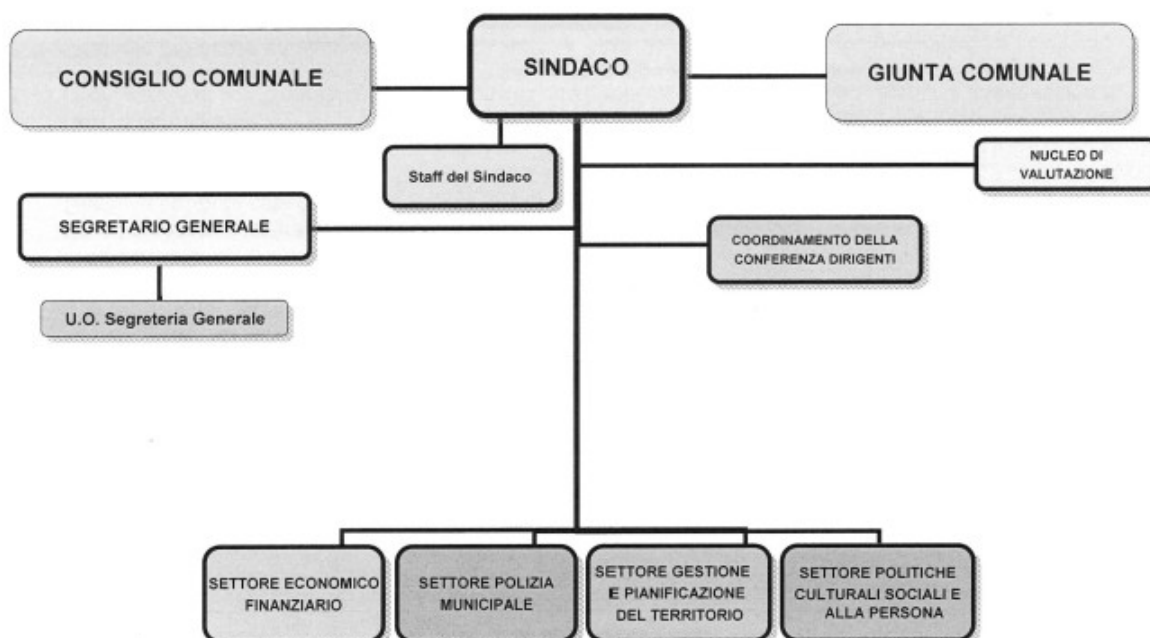 CONSIGLIO COMUNALE
SINDACO
GIUNTA COMUNALE
Staff del Sindaco
NUCLEO DI
VALUTAZIONE
SEGRETARIO GENERALE
COORDINAMENTO DELLA
CONFERENZA DIRIGENTI
U.O. Segreteria Generale
SETTORE ECONOMICO
FINANZIARIO
SETTORE POLIZIA
MUNICIPALE
SETTORE GESTIONE
E PIANIFICAZIONE
DEL TERRITORIO
SETTORE POLITICHE
CULTURALI SOCIALI E
ALLA PERSONA